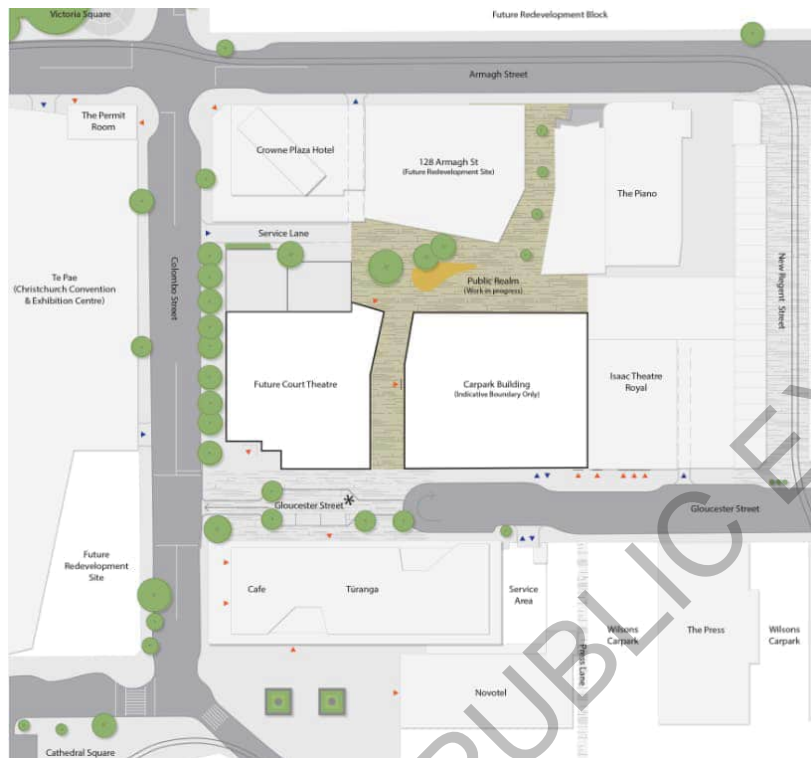 Victoria Square
Future Redevelopment Block
Armagh Street
The Permit
Room
Crowne Plaza Hotel
128 Armagh St
(Future Redevelopment Site)
The Piano
Service Lane
Te Pae
(Christchurch Convention
& Exhibition Centre)
Colombo Street
Public Realm
(Work in progress)
New Regent Street
Future Court Theatre
Carpark Building
(Indicative Boundary Only)
Isaac Theatre
Royal
Gloucester Street*
Gloucester Street
Future
Redevelopment
Site
Cafe
Tūranga
Service
Area
Press Lane
Wilsons
Carpark
The Press
Wilsons
Carpark
Novotel
Cathedral Square
PUBLIC EX